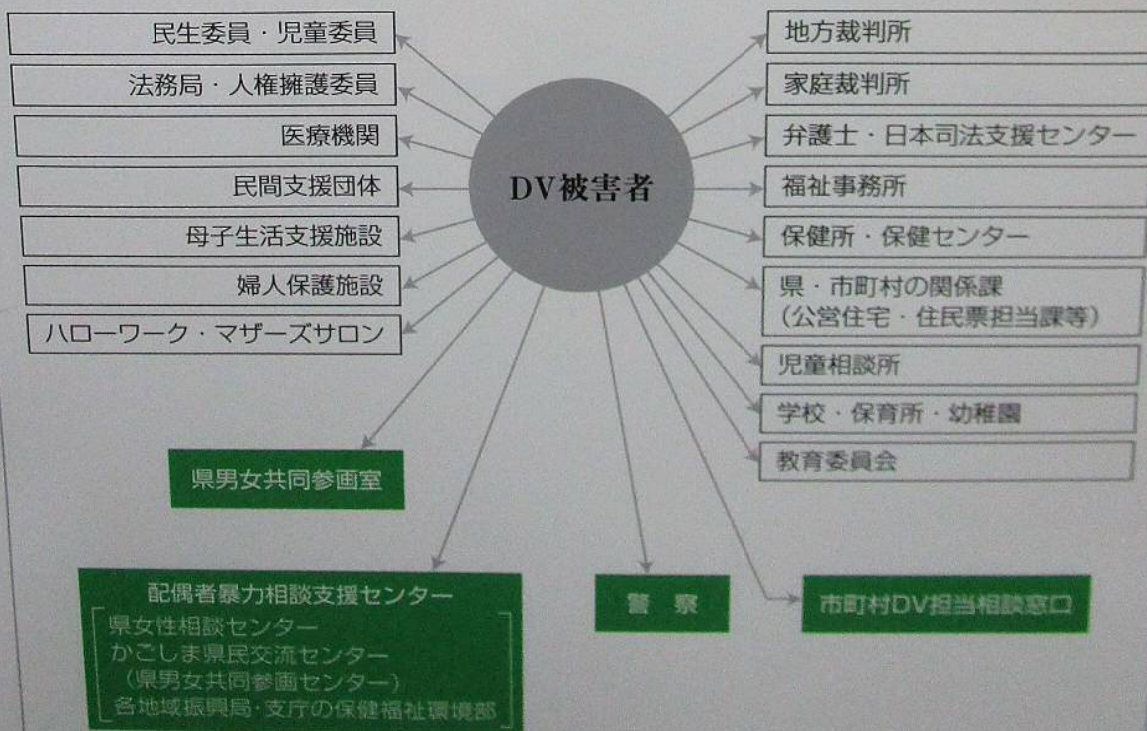 民生委員・児童委員
法務局・人権擁護委員
医療機関
民間支援団体
母子生活支援施設
婦人保護施設
ハローワーク・マザーズサロン
DV被害者
地方裁判所
家庭裁判所
弁護士・日本司法支援センター
福祉事務所
保健所・保健センター
県・市町村の関係課
(公営住宅・住民票担当課等)
児童相談所
学校・保育所・幼稚園
教育委員会
県男女共同参画室
配偶者暴力相談支援センター
県女性相談センター
かごしま県民交流センター
(県男女共同参画センター)
各地域振興局・支庁の保健福祉環境部
警 察
市町村DV担当相談窓口